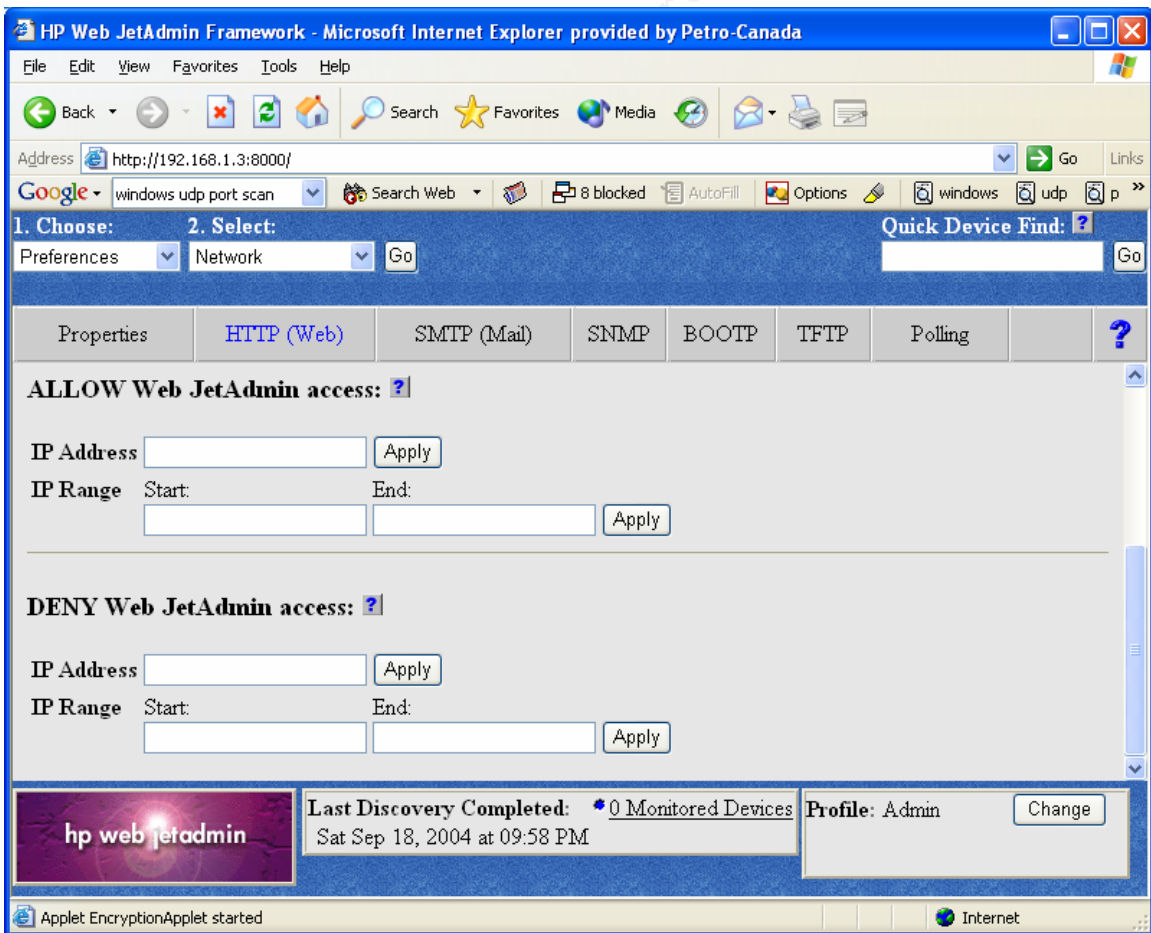 HP Web JetAdmin Framework - Microsoft Internet Explorer provided by Petro-Canada
File Edit View Favorites Tools Help
Back Search Favorites Media
Address http://192.168.1.3:8000/ Go Links
Google windows udp port scan Search Web 8 blocked AutoFill Options windows udp p »
1. Choose: 2. Select: Quick Device Find: ?
Preferences Network Go Go
Properties HTTP (Web) SMTP (Mail) SNMP BOOTP TFTP Polling ?
ALLOW Web JetAdmin access: ?
IP Address Apply
IP Range Start: End:
Apply
DENY Web JetAdmin access: ?
IP Address Apply
IP Range Start: End:
Apply
hp web jetadmin
Last Discovery Completed: 0 Monitored Devices
Sat Sep 18, 2004 at 09:58 PM
Profile: Admin Change
Applet EncryptionApplet started Internet